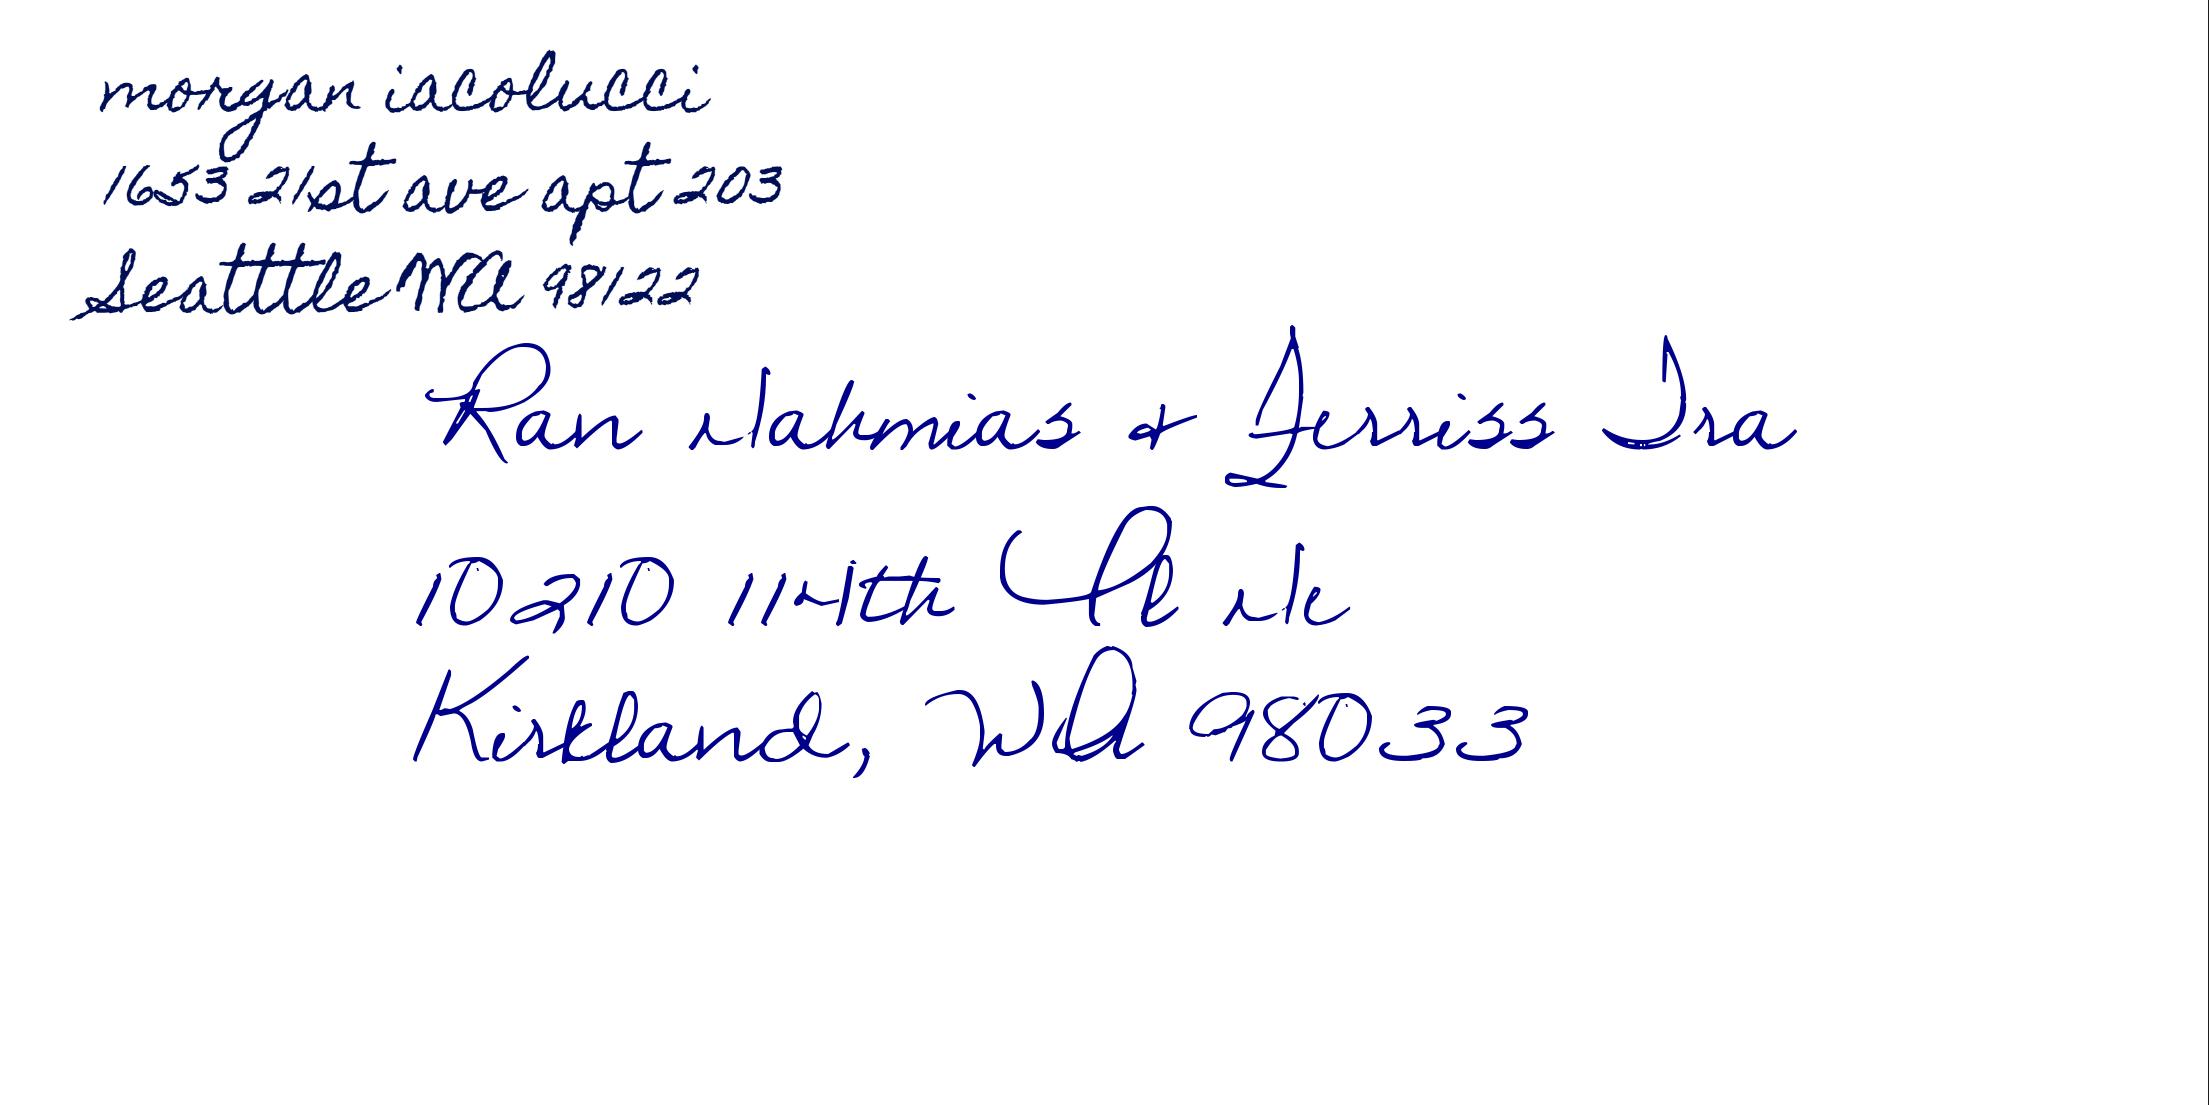 morgan iacolucci
1653 21st ave apt 203
Seatttle WA 98122
Ran Nahmias & Ferriss Ira
10210 114th Pl Ne
Kirkland, WA 98033